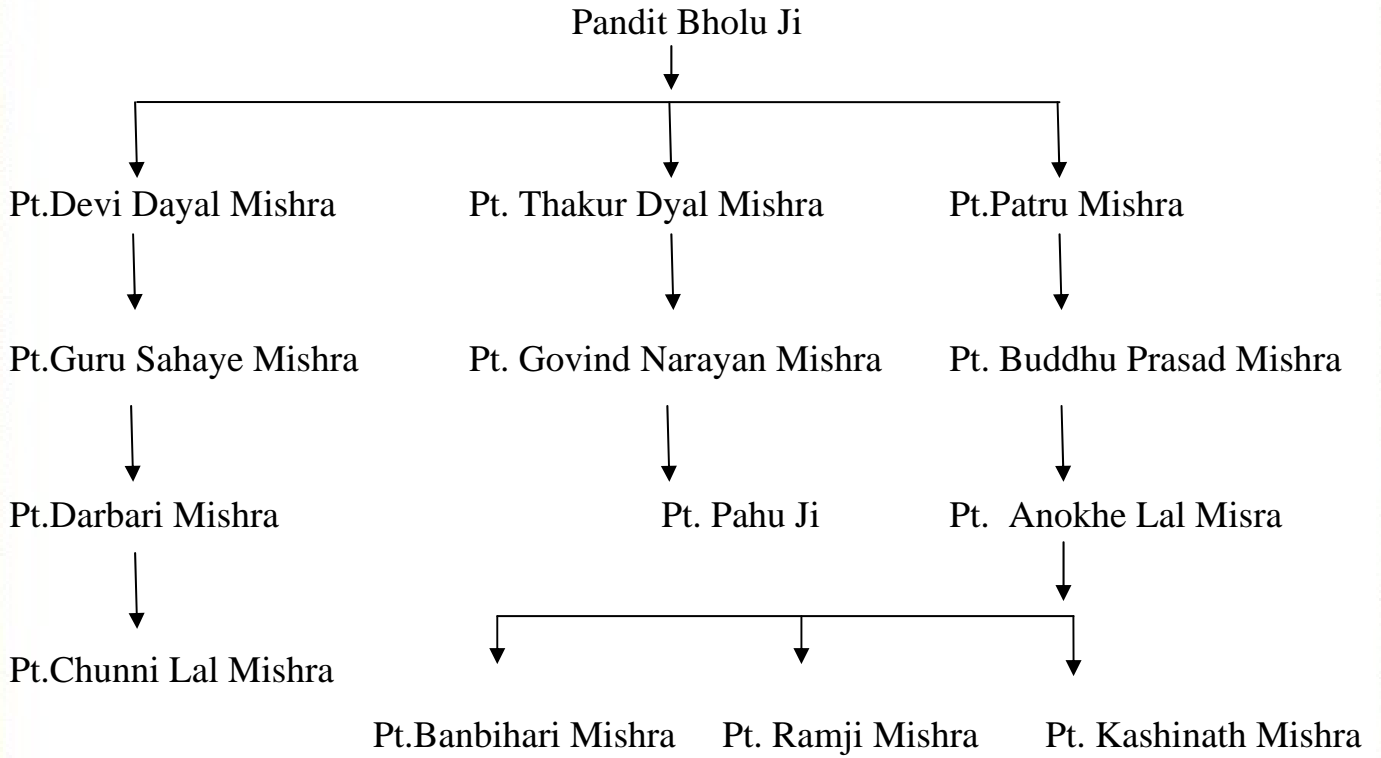 Pandit Bholu Ji
Pt.Devi Dayal Mishra Pt. Thakur Dyal Mishra Pt.Patru Mishra
Pt.Guru Sahaye Mishra Pt. Govind Narayan Mishra Pt. Buddhu Prasad Mishra
Pt.Darbari Mishra Pt. Pahu Ji Pt. Anokhe Lal Misra
Pt.Chunni Lal Mishra
Pt.Banbihari Mishra Pt. Ramji Mishra Pt. Kashinath Mishra